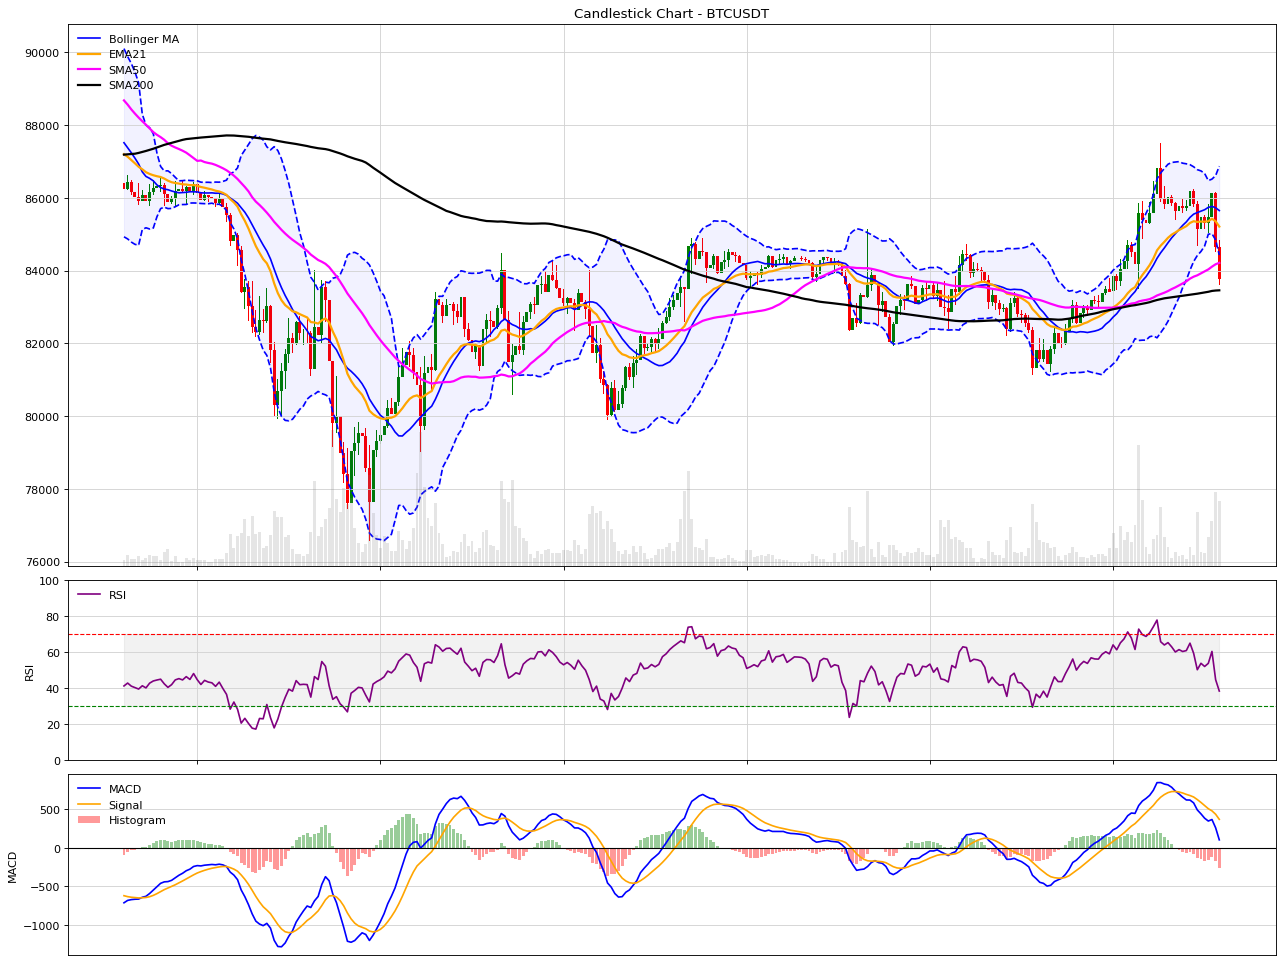 Candlestick Chart - BTCUSDT
Bollinger MA
EMA21
SMA50
SMA200
90000
88000
86000
84000
82000
80000
78000
76000
RSI
100
80
60
40
20
0
RSI
MACD
Signal
Histogram
500
0
−500
−1000
MACD